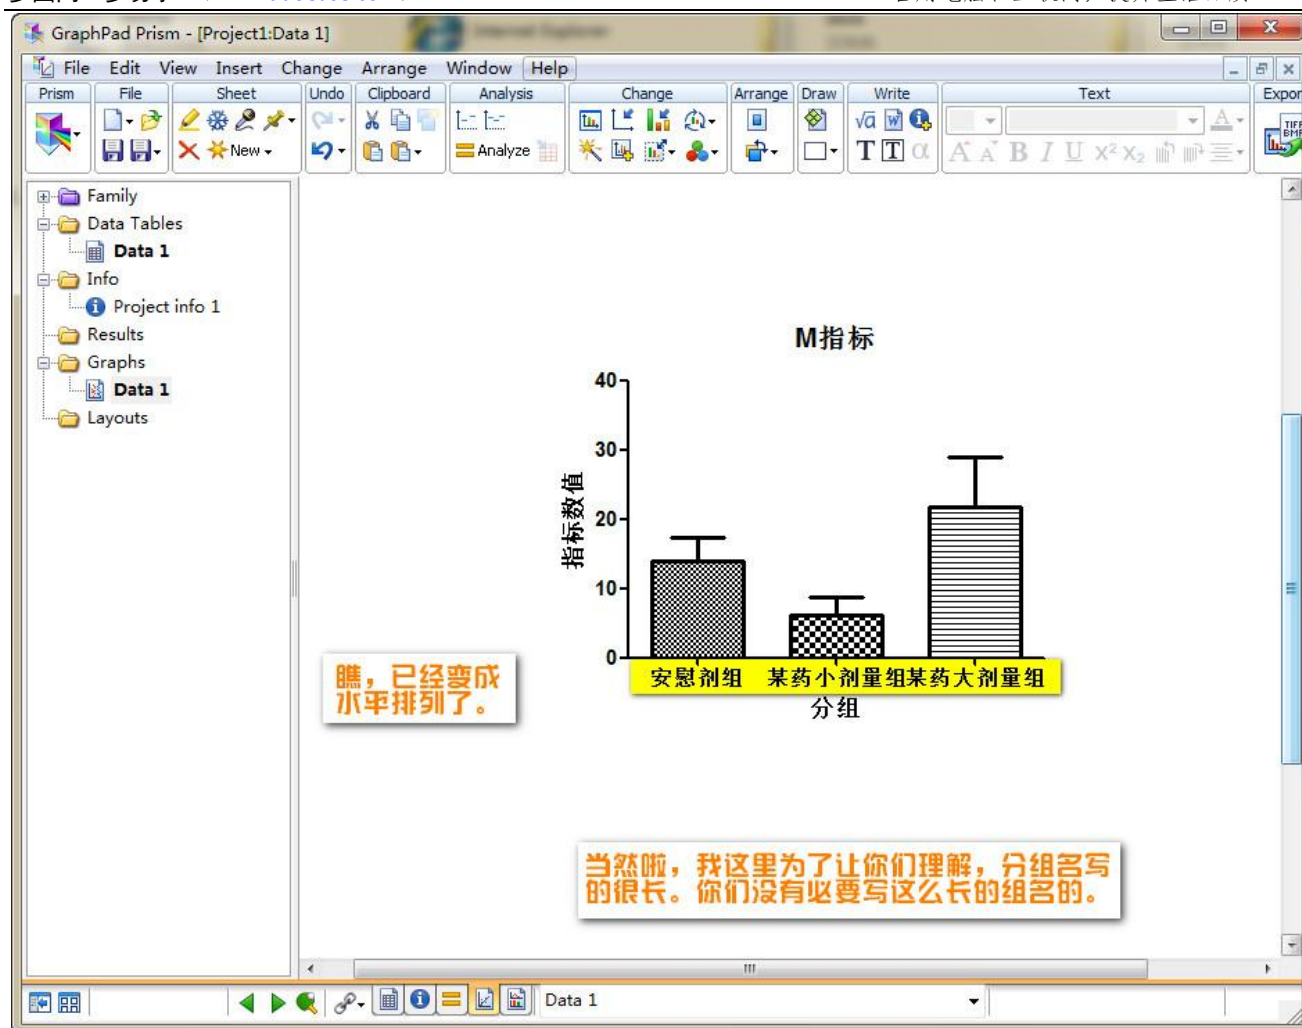 GraphPad Prism - [Project1:Data 1]
File Edit View Insert Change Arrange Window Help
Prism File Sheet Undo Clipboard Analysis Change Arrange Draw Write Text Expor
New Analyze
Family
Data Tables
Data 1
Info
Project info 1
Results
Graphs
Data 1
Layouts
M指标
40
30
20
10
0
指标数值
安慰剂组 某药小剂量组 某药大剂量组
分组
瞧，已经变成
水平排列了。
当然啦，我这里为了让你们理解，分组名写
的很长。你们没有必要写这么长的组名的。
Data 1